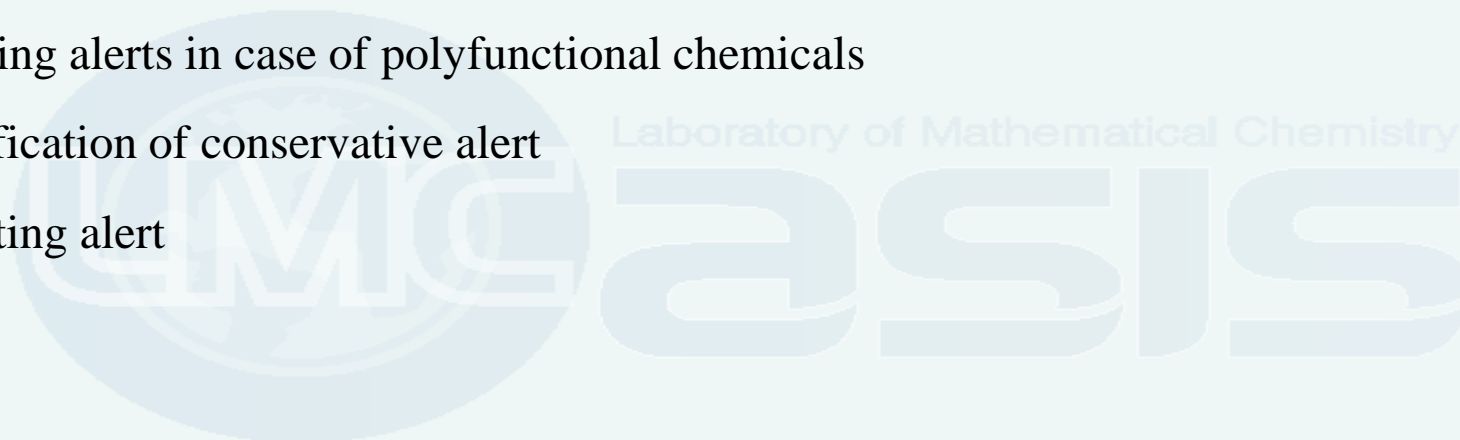 ing alerts in case of polyfunctional chemicals
Laboratory of Mathematical Chemistry
fication of conservative alert
LMC
asis
ting alert